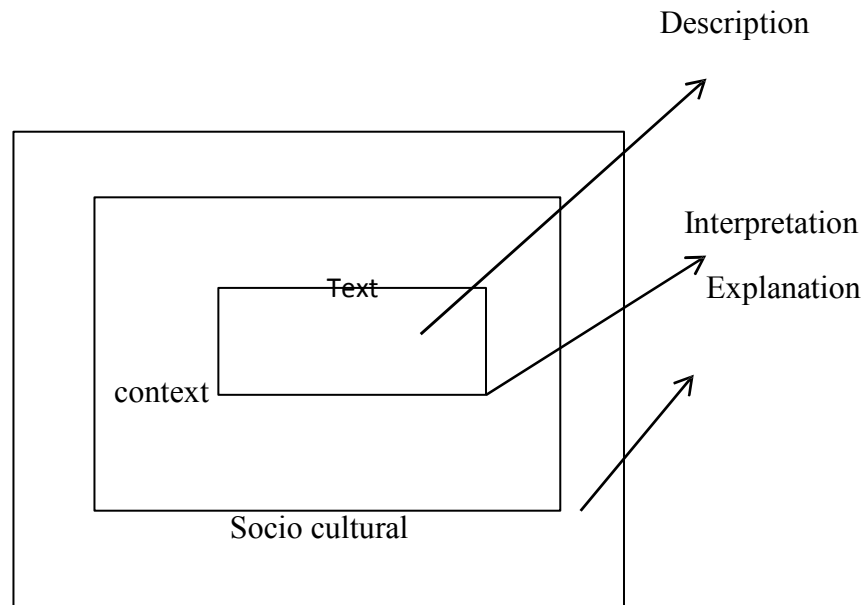 Description
Interpretation
Explanation
Text
context
Socio cultural